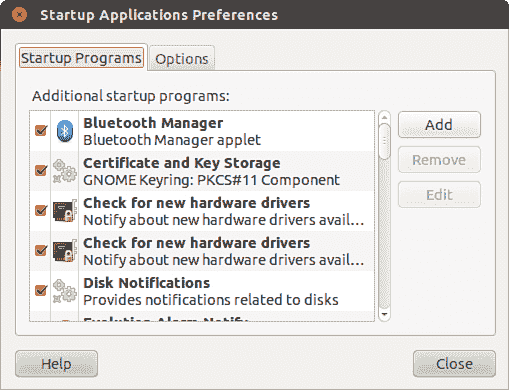 Startup Applications Preferences
Startup Programs
Options
Additional startup programs:
Bluetooth Manager
Bluetooth Manager applet
Add
Certificate and Key Storage
GNOME Keyring: PKCS#11 Component
Remove
Check for new hardware drivers
Notify about new hardware drivers avail...
Edit
Check for new hardware drivers
Notify about new hardware drivers avail...
Disk Notifications
Provides notifications related to disks
Evolution Alarm Notify
Help
Close